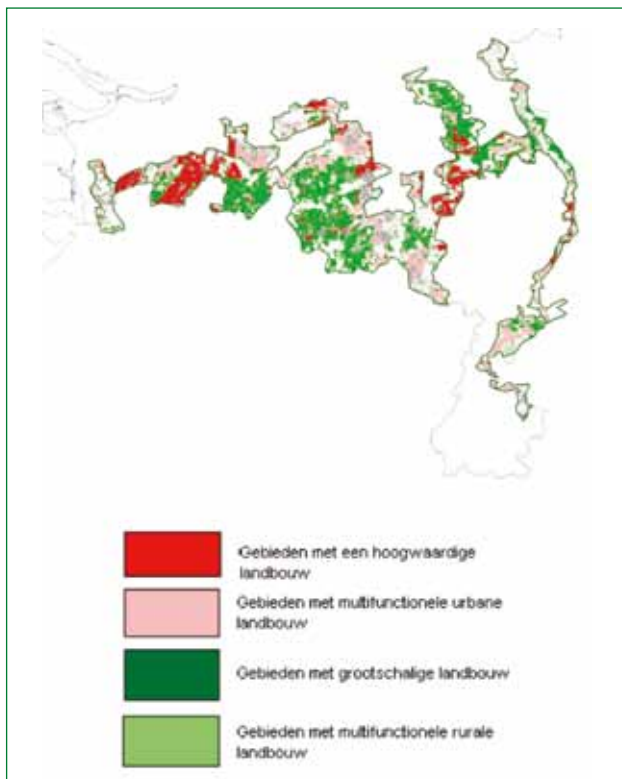 Gebieden met een hoogwaardige
landbouw
Gebieden met multifunctionele urbane
landbouw
Gebieden met grootschalige landbouw
Gebieden met multifunctionele rurale
landbouw